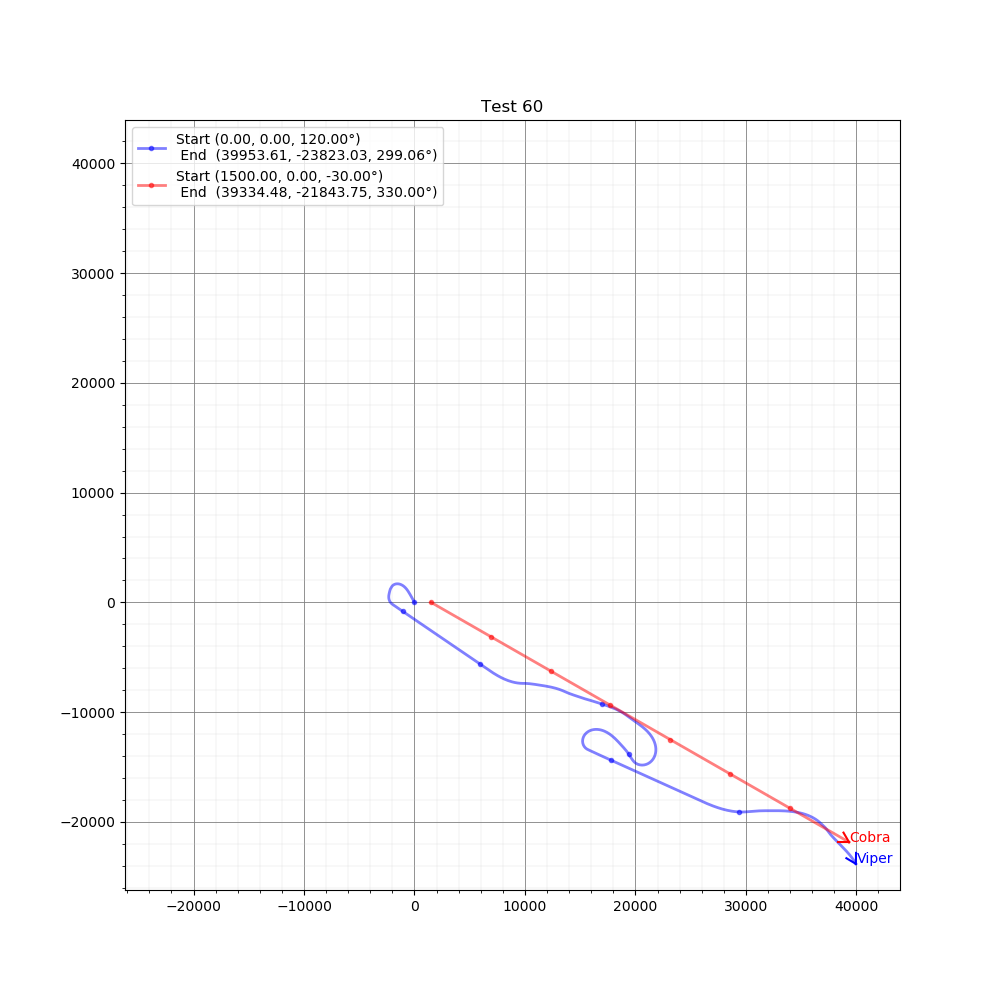 Test 60
Start (0.00, 0.00, 120.00°)
End  (39953.61, -23823.03, 299.06°)
Start (1500.00, 0.00, -30.00°)
End  (39334.48, -21843.75, 330.00°)
40000
30000
20000
10000
0
−10000
−20000
Cobra
Viper
−20000 −10000 0 10000 20000 30000 40000